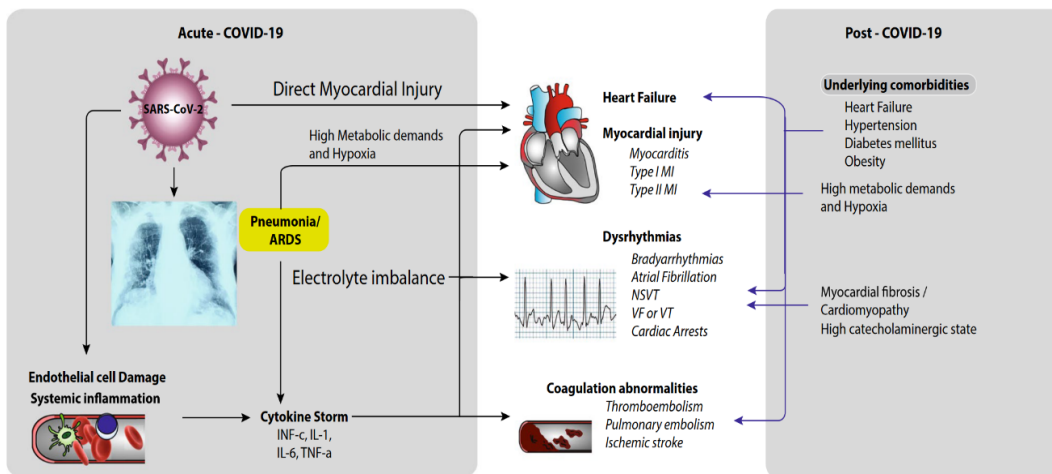 Acute - COVID-19
SARS-CoV-2
Direct Myocardial Injury
High Metabolic demands
and Hypoxia
Pneumonia/
ARDS
Electrolyte imbalance
Endothelial cell Damage
Systemic inflammation
Cytokine Storm
INF-c, IL-1,
IL-6, TNF-a
Heart Failure
Myocardial injury
Myocarditis
Type I MI
Type II MI
Dysrhythmias
Bradyarrhythmias
Atrial Fibrillation
NSVT
VF or VT
Cardiac Arrests
Coagulation abnormalities
Thromboembolism
Pulmonary embolism
Ischemic stroke
Post - COVID-19
Underlying comorbidities
Heart Failure
Hypertension
Diabetes mellitus
Obesity
High metabolic demands
and Hypoxia
Myocardial fibrosis /
Cardiomyopathy
High catecholaminergic state